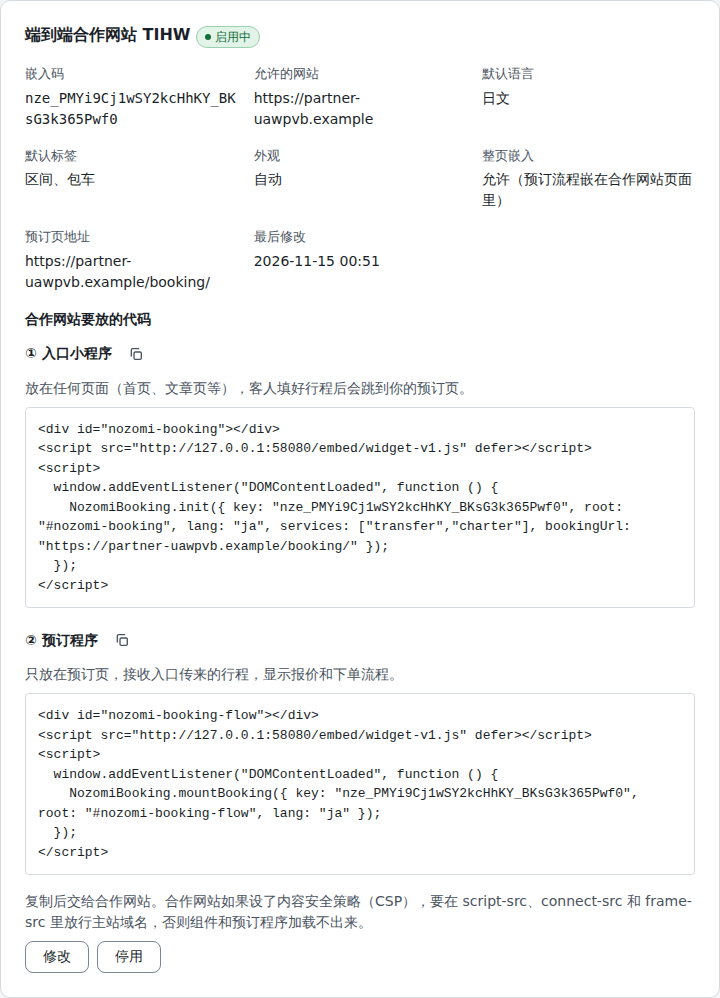 端到端合作网站 TIHW 启用中
嵌入码 允许的网站 默认语言
nze_PMYi9Cj1wSY2kcHhKY_BK https://partner- 日文
sG3k365Pwf0 uawpvb.example
默认标签 外观 整页嵌入
区间、包车 自动 允许（预订流程嵌在合作网站页面
里）
预订页地址 最后修改
https://partner- 2026-11-15 00:51
uawpvb.example/booking/
合作网站要放的代码
① 入口小程序
放在任何页面（首页、文章页等），客人填好行程后会跳到你的预订页。
<div id="nozomi-booking"></div>
<script src="http://127.0.0.1:58080/embed/widget-v1.js" defer></script>
<script>
  window.addEventListener("DOMContentLoaded", function () {
    NozomiBooking.init({ key: "nze_PMYi9Cj1wSY2kcHhKY_BKsG3k365Pwf0", root:
"#nozomi-booking", lang: "ja", services: ["transfer","charter"], bookingUrl:
"https://partner-uawpvb.example/booking/" });
  });
</script>
② 预订程序
只放在预订页，接收入口传来的行程，显示报价和下单流程。
<div id="nozomi-booking-flow"></div>
<script src="http://127.0.0.1:58080/embed/widget-v1.js" defer></script>
<script>
  window.addEventListener("DOMContentLoaded", function () {
    NozomiBooking.mountBooking({ key: "nze_PMYi9Cj1wSY2kcHhKY_BKsG3k365Pwf0",
root: "#nozomi-booking-flow", lang: "ja" });
  });
</script>
复制后交给合作网站。合作网站如果设了内容安全策略（CSP），要在 script-src、connect-src 和 frame-
src 里放行主站域名，否则组件和预订程序加载不出来。
修改 停用